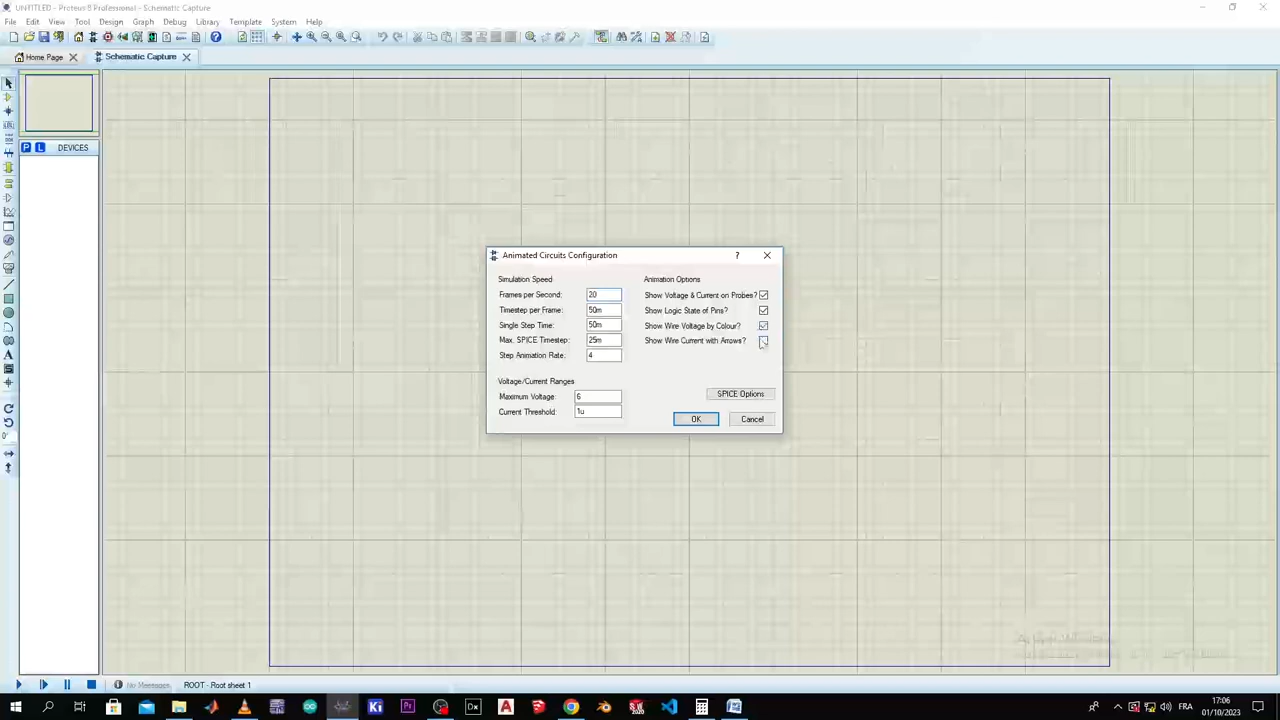 UNTITLED - Proteus 8 Professional - Schematic Capture
File Edit View Tool Design Graph Debug Library Template System Help
Home Page Schematic Capture
P L DEVICES
Animated Circuits Configuration ?
Simulation Speed Animation Options
Frames per Second: 20 Show Voltage & Current on Probes?
Timestep per Frame: 50m Show Logic State of Pins?
Single Step Time: 50m Show Wire Voltage by Colour?
Max. SPICE Timestep: 25m Show Wire Current with Arrows?
Step Animation Rate: 4
Voltage/Current Ranges
Maximum Voltage: 6 SPICE Options
Current Threshold: 1u OK Cancel
No Messages ROOT - Root sheet 1
FRA 17:06
01/10/2023